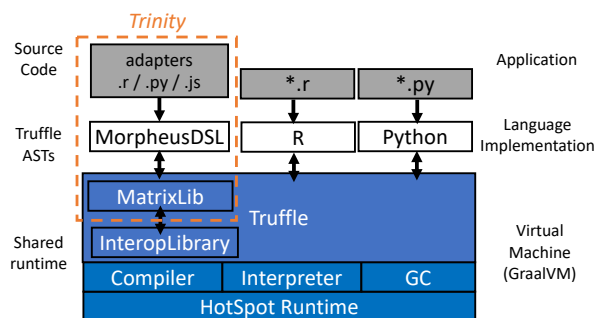 Trinity
Source
Code
adapters
.r / .py / .js
*.r
*.py
Application
Truffle
ASTs
MorpheusDSL
R
Python
Language
Implementation
MatrixLib
Truffle
Shared
runtime
InteropLibrary
Virtual
Machine
(GraalVM)
Compiler
Interpreter
GC
HotSpot Runtime